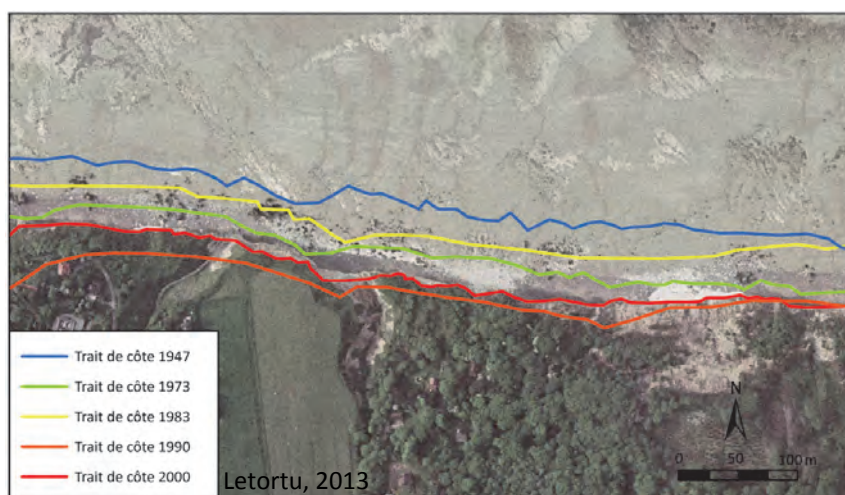 Trait de côte 1947
Trait de côte 1973
Trait de côte 1983
Trait de côte 1990
Trait de côte 2000
Letortu, 2013
N
0 50 100 m